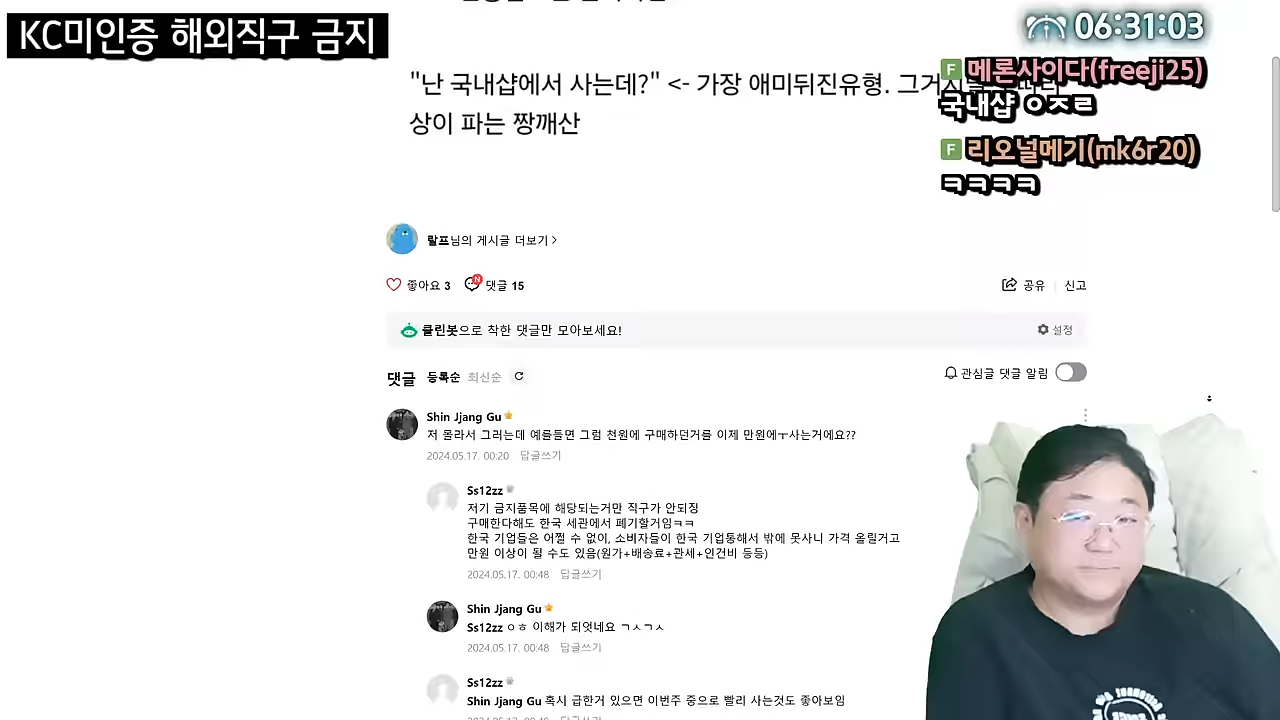 KC미인증 해외직구 금지
06:31:03
"난 국내샵에서 사는데?" <- 가장 애미뒤진유형. 그거
상이 파는 짱깨산
메론사이다(freeji25)
국내샵 ㅇㅈㄹ
리오널메기(mk6r20)
ㅋㅋㅋㅋ
랄프님의 게시글 더보기
좋아요 3 댓글 15
공유 신고
클린봇으로 착한 댓글만 모아보세요!
설정
댓글 등록순 최신순
관심글 댓글 알림
Shin Jjang Gu
저 몰라서 그러는데 예를들면 그럼 천원에 구매하던거를 이제 만원에ㅜ사는거에요??
2024.05.17. 00:20 답글쓰기
Ss12zz
저기 금지품목에 해당되는거만 직구가 안되징
구매한다해도 한국 세관에서 폐기할거임ㅋㅋ
한국 기업들은 어쩔 수 없이, 소비자들이 한국 기업통해서 밖에 못사니 가격 올릴거고
만원 이상이 될 수도 있음(원가+배송료+관세+인건비 등등)
2024.05.17. 00:48 답글쓰기
Shin Jjang Gu
Ss12zz ㅇㅎ 이해가 되엇네요 ㄱㅅㄱㅅ
2024.05.17. 00:48 답글쓰기
Ss12zz
Shin Jjang Gu 혹시 급한거 있으면 이번주 중으로 빨리 사는것도 좋아보임